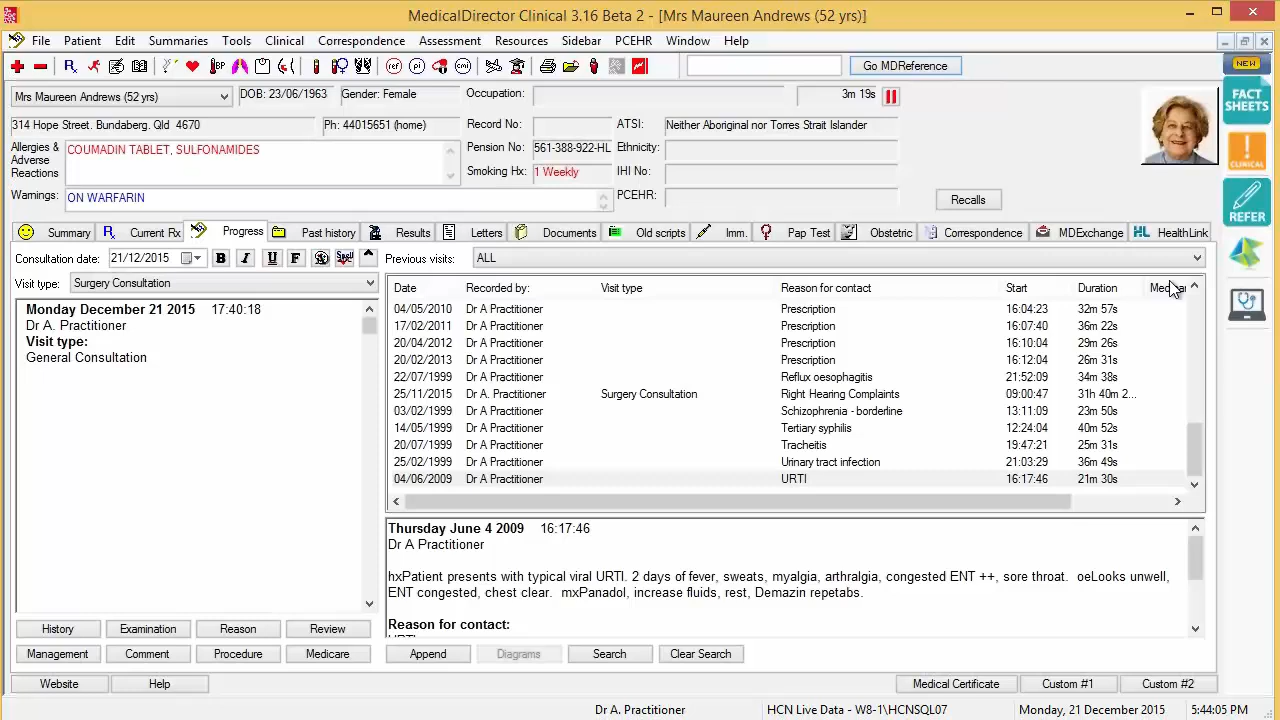 MedicalDirector Clinical 3.16 Beta 2 - [Mrs Maureen Andrews (52 yrs)]
File Patient Edit Summaries Tools Clinical Correspondence Assessment Resources Sidebar PCEHR Window Help
Go MDReference
NEW
Mrs Maureen Andrews (52 yrs) DOB: 23/06/1963 Gender: Female Occupation: 3m 19s
FACT SHEETS
314 Hope Street. Bundaberg. Qld 4670 Ph: 44015651 (home) Record No: ATSI: Neither Aboriginal nor Torres Strait Islander
Allergies & Adverse Reactions COUMADIN TABLET, SULFONAMIDES Pension No: 561-388-922-HL Ethnicity:
Smoking Hx: 1 Weekly IHI No:
CLINICAL
Warnings: ON WARFARIN PCEHR: Recalls
REFER
Summary Rx Current Rx Progress Past history Results Letters Documents Old scripts Imm. Pap Test Obstetric Correspondence MDExchange HL HealthLink
Consultation date: 21/12/2015 B I U F Previous visits: ALL
Visit type: Surgery Consultation
Date Recorded by: Visit type Reason for contact Start Duration
04/05/2010 Dr A Practitioner Prescription 16:04:23 32m 57s
17/02/2011 Dr A Practitioner Prescription 16:07:40 36m 22s
20/04/2012 Dr A Practitioner Prescription 16:10:04 29m 26s
20/02/2013 Dr A Practitioner Prescription 16:12:04 26m 31s
22/07/1999 Dr A Practitioner Reflux oesophagitis 21:52:09 34m 38s
25/11/2015 Dr A. Practitioner Surgery Consultation Right Hearing Complaints 09:00:47 31h 40m 2...
03/02/1999 Dr A Practitioner Schizophrenia - borderline 13:11:09 23m 50s
14/05/1999 Dr A Practitioner Tertiary syphilis 12:24:04 40m 52s
20/07/1999 Dr A Practitioner Tracheitis 19:47:21 25m 31s
25/02/1999 Dr A Practitioner Urinary tract infection 21:03:29 36m 49s
04/06/2009 Dr A Practitioner URTI 16:17:46 21m 30s
Monday December 21 2015 17:40:18
Dr A. Practitioner
Visit type:
General Consultation
Thursday June 4 2009 16:17:46
Dr A Practitioner
hxPatient presents with typical viral URTI. 2 days of fever, sweats, myalgia, arthralgia, congested ENT ++, sore throat. oeLooks unwell,
ENT congested, chest clear. mxPanadol, increase fluids, rest, Demazin repetabs.
Reason for contact:
URTI
History Examination Reason Review
Management Comment Procedure Medicare Append Diagrams Search Clear Search
Website Help Medical Certificate Custom #1 Custom #2
Dr A. Practitioner HCN Live Data - W8-1\HCNSQL07 Monday, 21 December 2015 5:44:05 PM